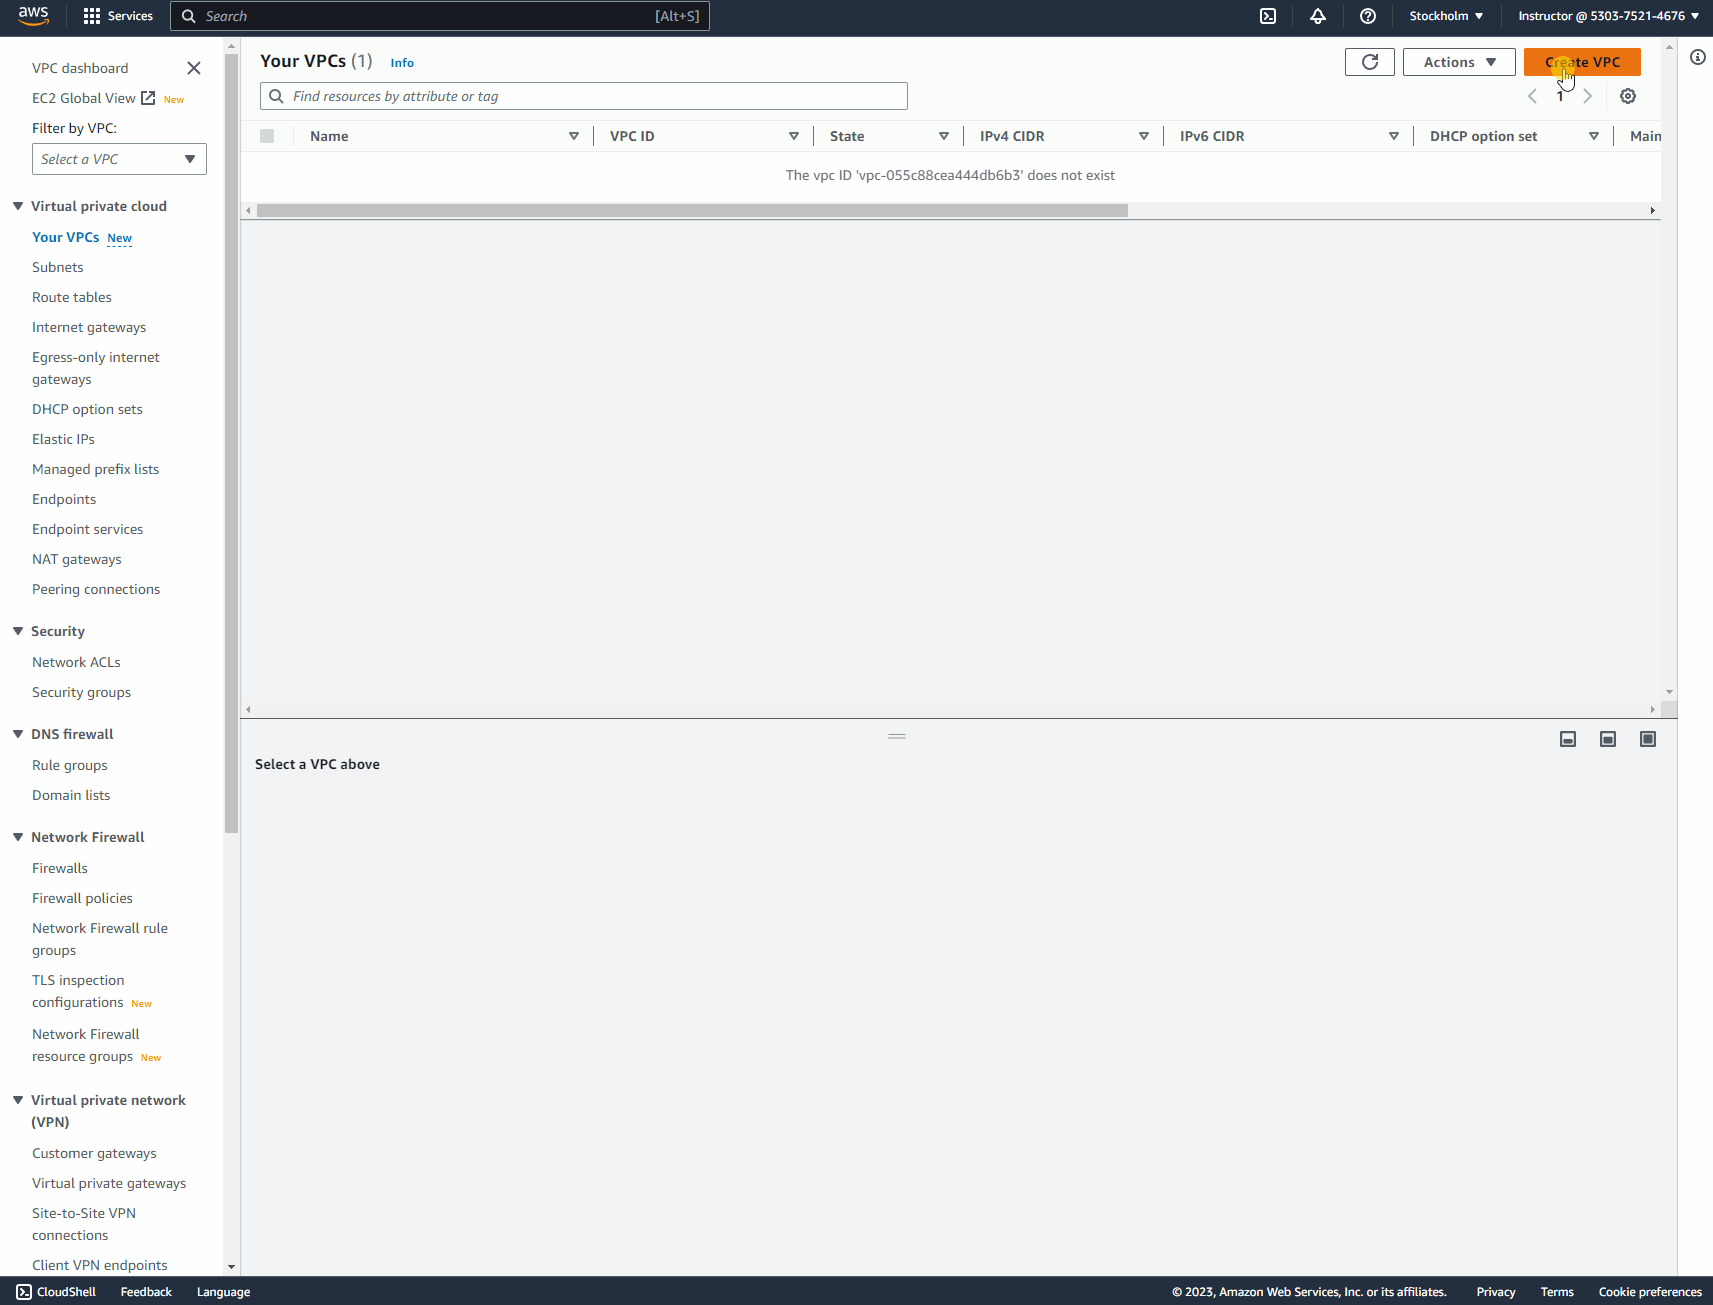 aws
Services
Search
[Alt+S]
Stockholm
Instructor @ 5303-7521-4676
VPC dashboard
EC2 Global View New
Filter by VPC:
Select a VPC
Virtual private cloud
Your VPCs New
Subnets
Route tables
Internet gateways
Egress-only internet
gateways
DHCP option sets
Elastic IPs
Managed prefix lists
Endpoints
Endpoint services
NAT gateways
Peering connections
Security
Network ACLs
Security groups
DNS firewall
Rule groups
Domain lists
Network Firewall
Firewalls
Firewall policies
Network Firewall rule
groups
TLS inspection
configurations New
Network Firewall
resource groups New
Virtual private network
(VPN)
Customer gateways
Virtual private gateways
Site-to-Site VPN
connections
Client VPN endpoints
Your VPCs (1) Info
Actions
Create VPC
Find resources by attribute or tag
1
Name
VPC ID
State
IPv4 CIDR
IPv6 CIDR
DHCP option set
Main
The vpc ID 'vpc-055c88cea444db6b3' does not exist
Select a VPC above
CloudShell
Feedback
Language
© 2023, Amazon Web Services, Inc. or its affiliates.
Privacy
Terms
Cookie preferences